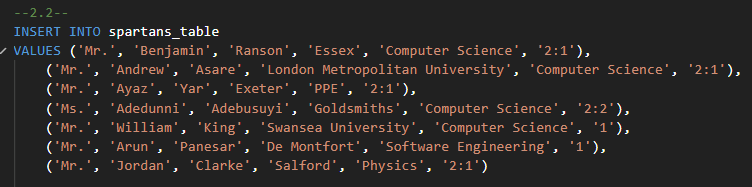 --2.2--
INSERT INTO spartans_table
VALUES ('Mr.', 'Benjamin', 'Ranson', 'Essex', 'Computer Science', '2:1'),
('Mr.', 'Andrew', 'Asare', 'London Metropolitan University', 'Computer Science', '2:1'),
('Mr.', 'Ayaz', 'Yar', 'Exeter', 'PPE', '2:1'),
('Ms.', 'Adedunni', 'Adebusuyi', 'Goldsmiths', 'Computer Science', '2:2'),
('Mr.', 'William', 'King', 'Swansea University', 'Computer Science', '1'),
('Mr.', 'Arun', 'Panesar', 'De Montfort', 'Software Engineering', '1'),
('Mr.', 'Jordan', 'Clarke', 'Salford', 'Physics', '2:1')